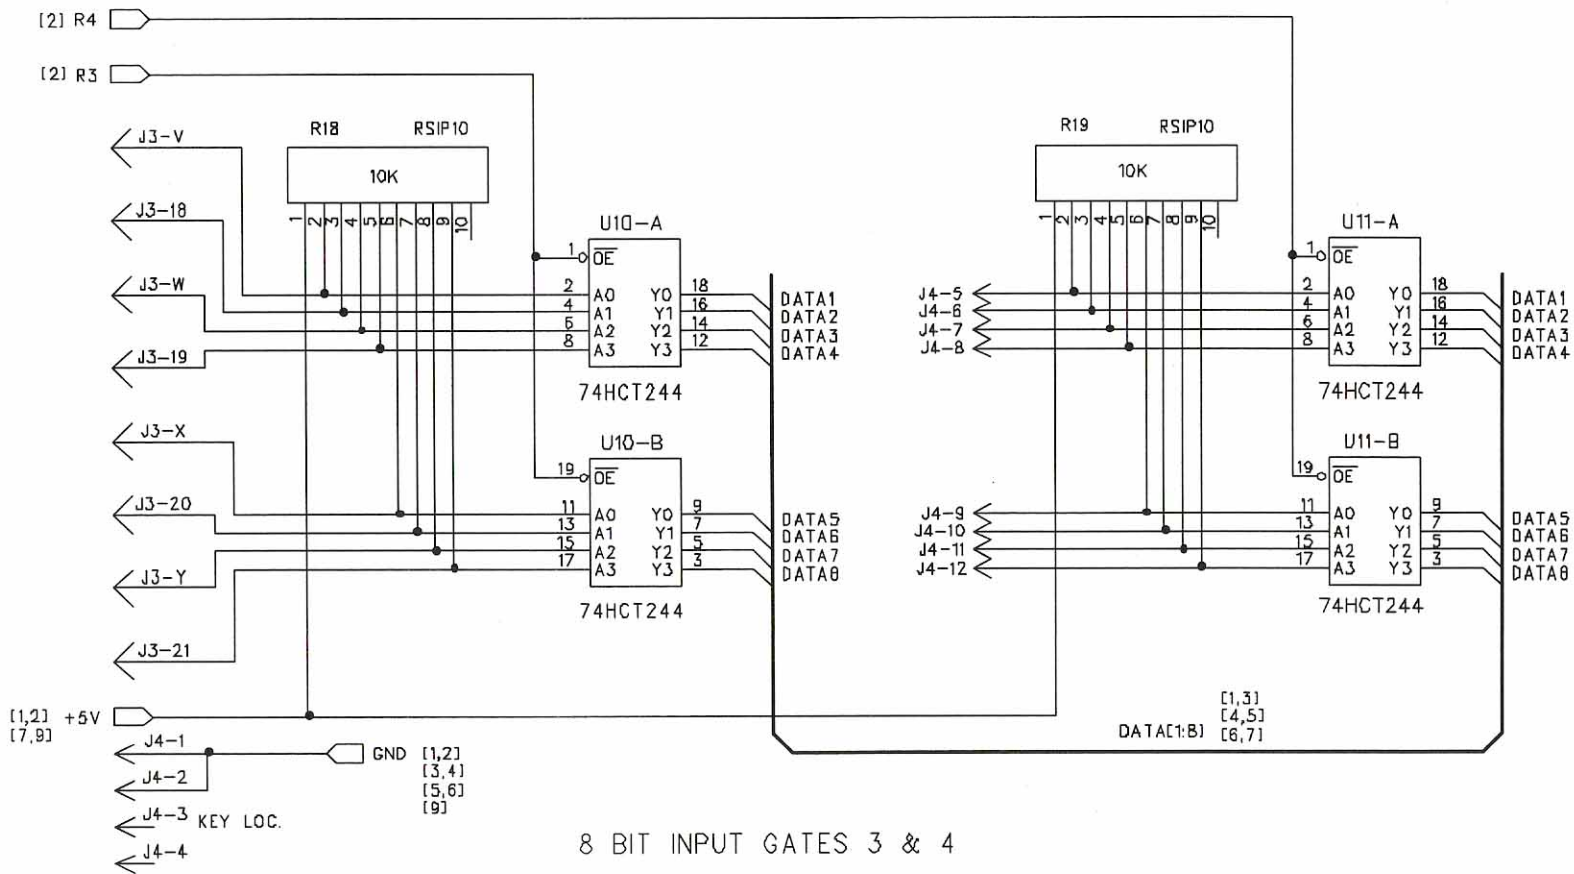 [2] R4
[2] R3
R18 RSIP10
10K
1 2 3 4 5 6 7 8 9 10
J3-V
J3-18
J3-W
J3-19
J3-X
J3-20
J3-Y
J3-21
U10-A
1 OE
2 A0 Y0 18 DATA1
4 A1 Y1 16 DATA2
6 A2 Y2 14 DATA3
8 A3 Y3 12 DATA4
74HCT244
U10-B
19 OE
11 A0 Y0 9 DATA5
13 A1 Y1 7 DATA6
15 A2 Y2 5 DATA7
17 A3 Y3 3 DATA8
74HCT244
R19 RSIP10
10K
1 2 3 4 5 6 7 8 9 10
U11-A
1 OE
J4-5 2 A0 Y0 18 DATA1
J4-6 4 A1 Y1 16 DATA2
J4-7 6 A2 Y2 14 DATA3
J4-8 8 A3 Y3 12 DATA4
74HCT244
U11-B
19 OE
J4-9 11 A0 Y0 9 DATA5
J4-10 13 A1 Y1 7 DATA6
J4-11 15 A2 Y2 5 DATA7
J4-12 17 A3 Y3 3 DATA8
74HCT244
[1,2] +5V
[7,9]
J4-1
J4-2
J4-3 KEY LOC.
J4-4
GND [1,2]
[3,4]
[5,6]
[9]
DATA[1:8]
[1,3]
[4,5]
[6,7]
8 BIT INPUT GATES 3 & 4